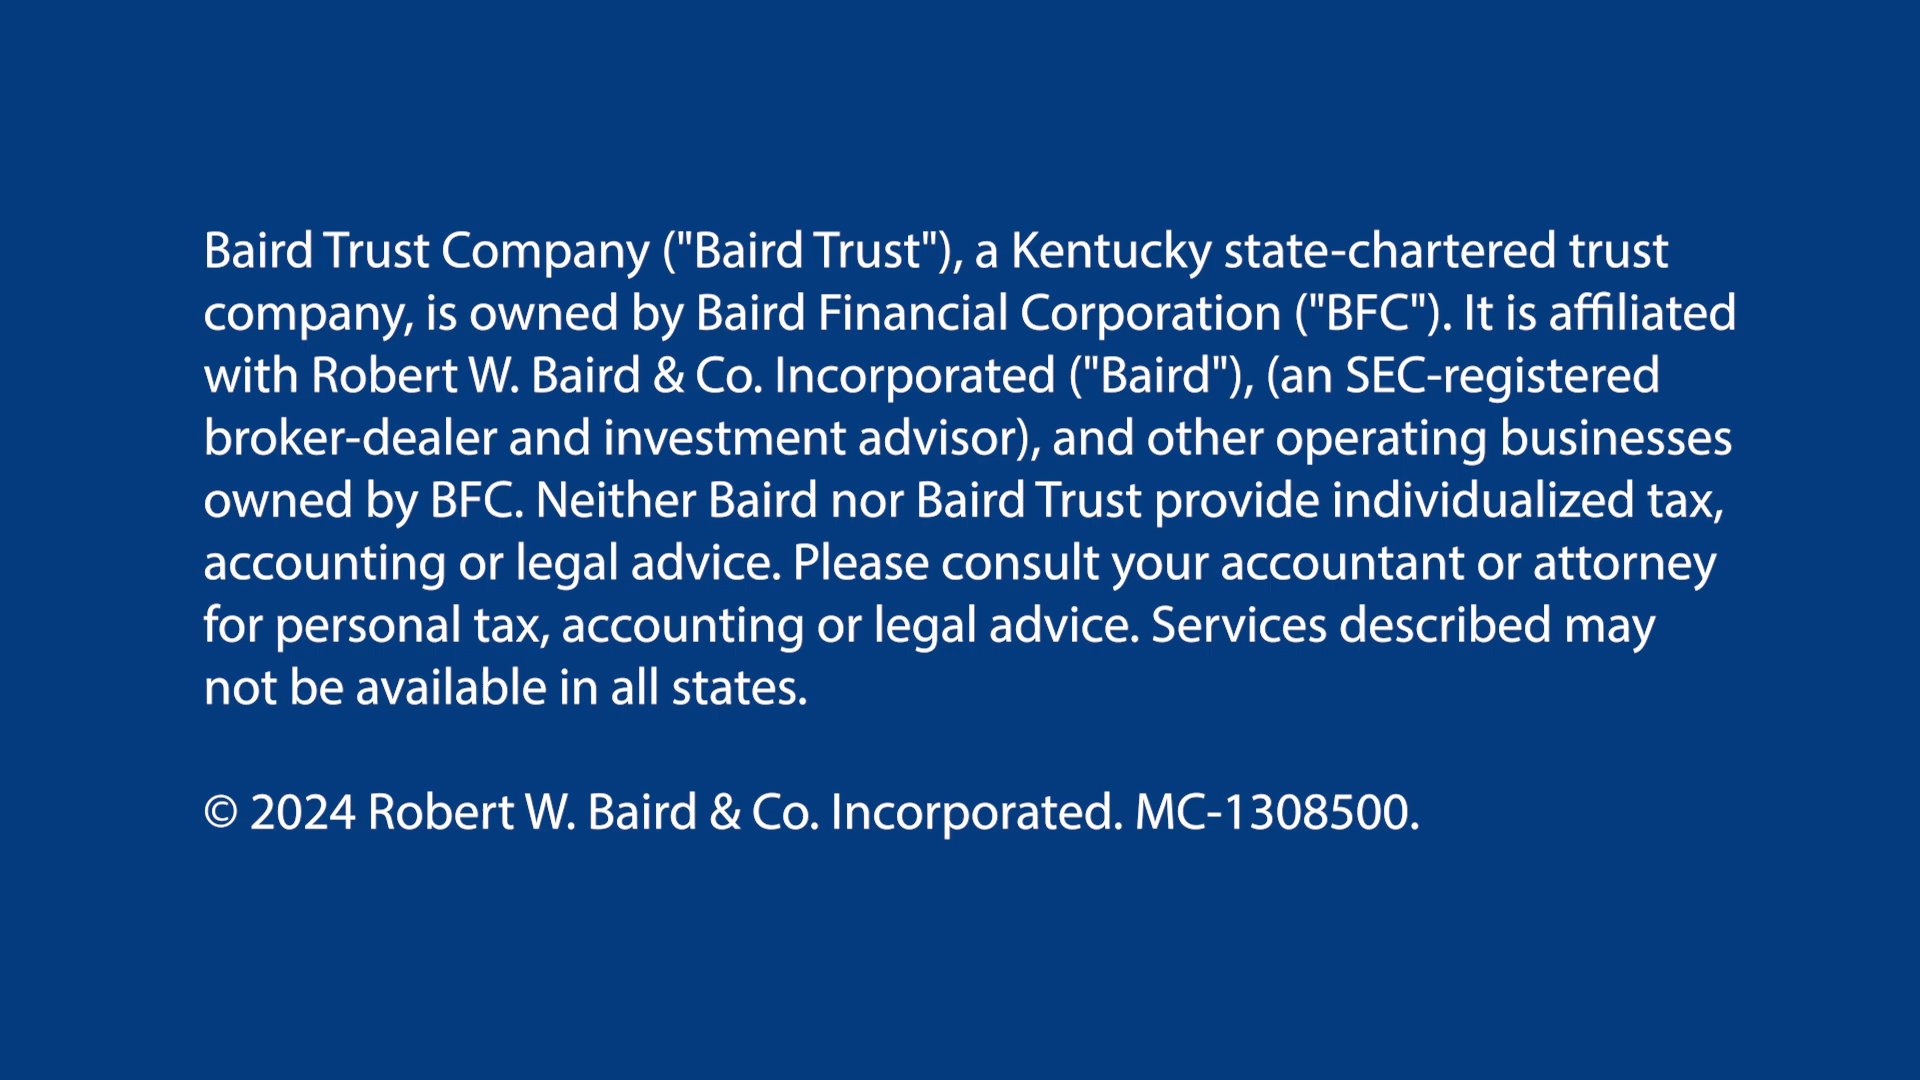 Baird Trust Company ("Baird Trust"), a Kentucky state-chartered trust
company, is owned by Baird Financial Corporation ("BFC"). It is affiliated
with Robert W. Baird & Co. Incorporated ("Baird"), (an SEC-registered
broker-dealer and investment advisor), and other operating businesses
owned by BFC. Neither Baird nor Baird Trust provide individualized tax,
accounting or legal advice. Please consult your accountant or attorney
for personal tax, accounting or legal advice. Services described may
not be available in all states.
© 2024 Robert W. Baird & Co. Incorporated. MC-1308500.